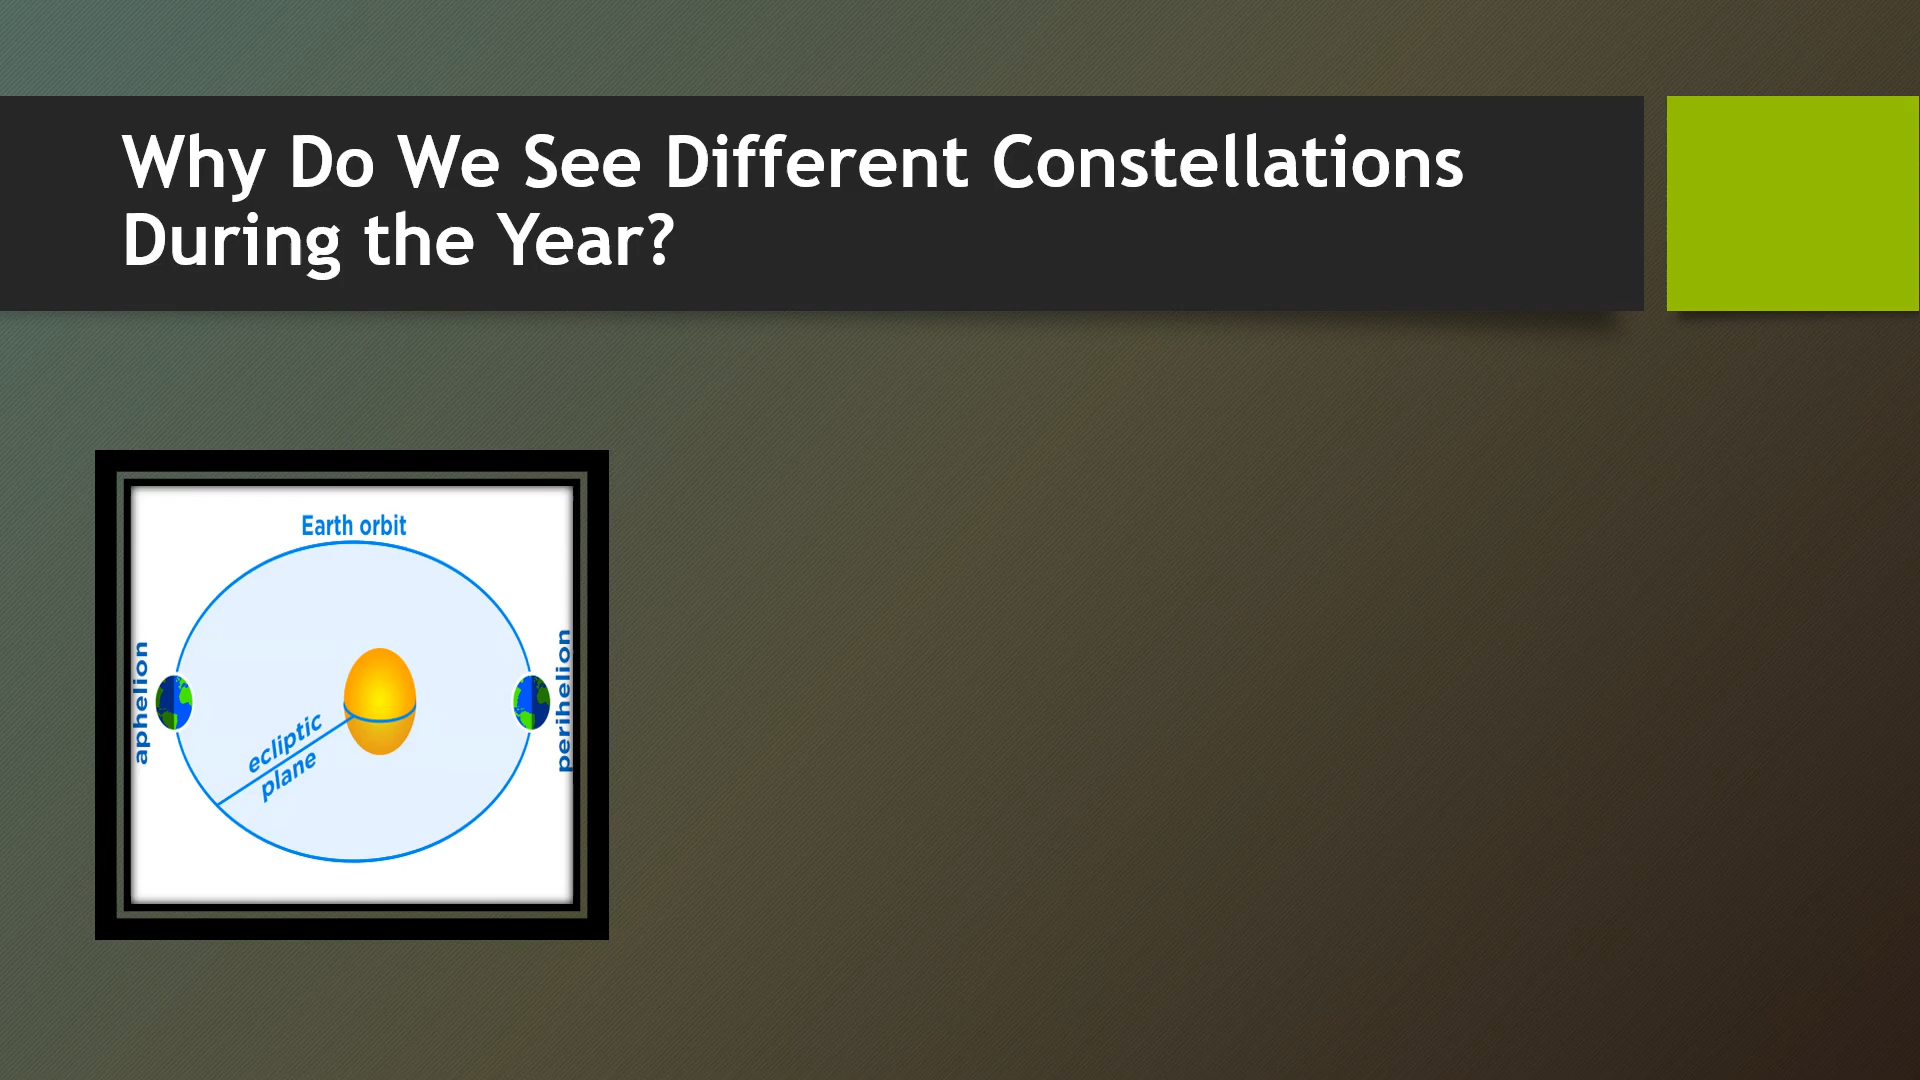 Why Do We See Different Constellations
During the Year?
Earth orbit
aphelion
perihelion
ecliptic
plane